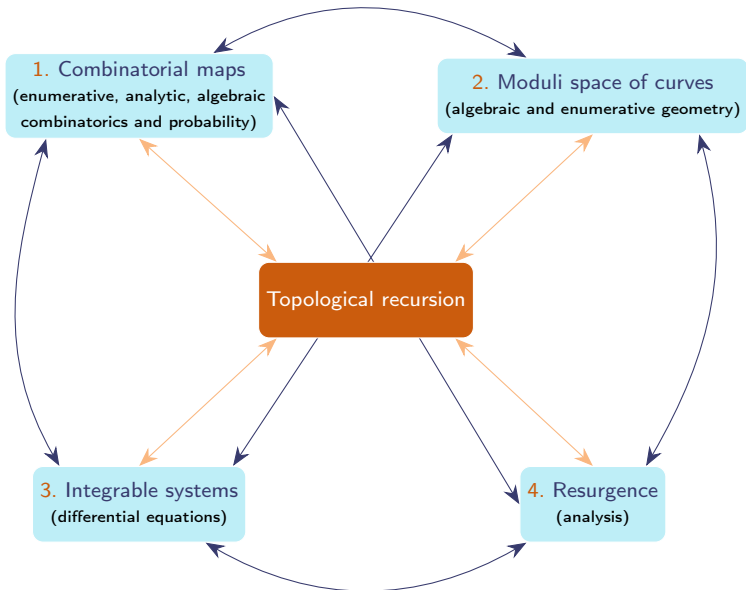 1. Combinatorial maps
(enumerative, analytic, algebraic
combinatorics and probability)
2. Moduli space of curves
(algebraic and enumerative geometry)
Topological recursion
3. Integrable systems
(differential equations)
4. Resurgence
(analysis)